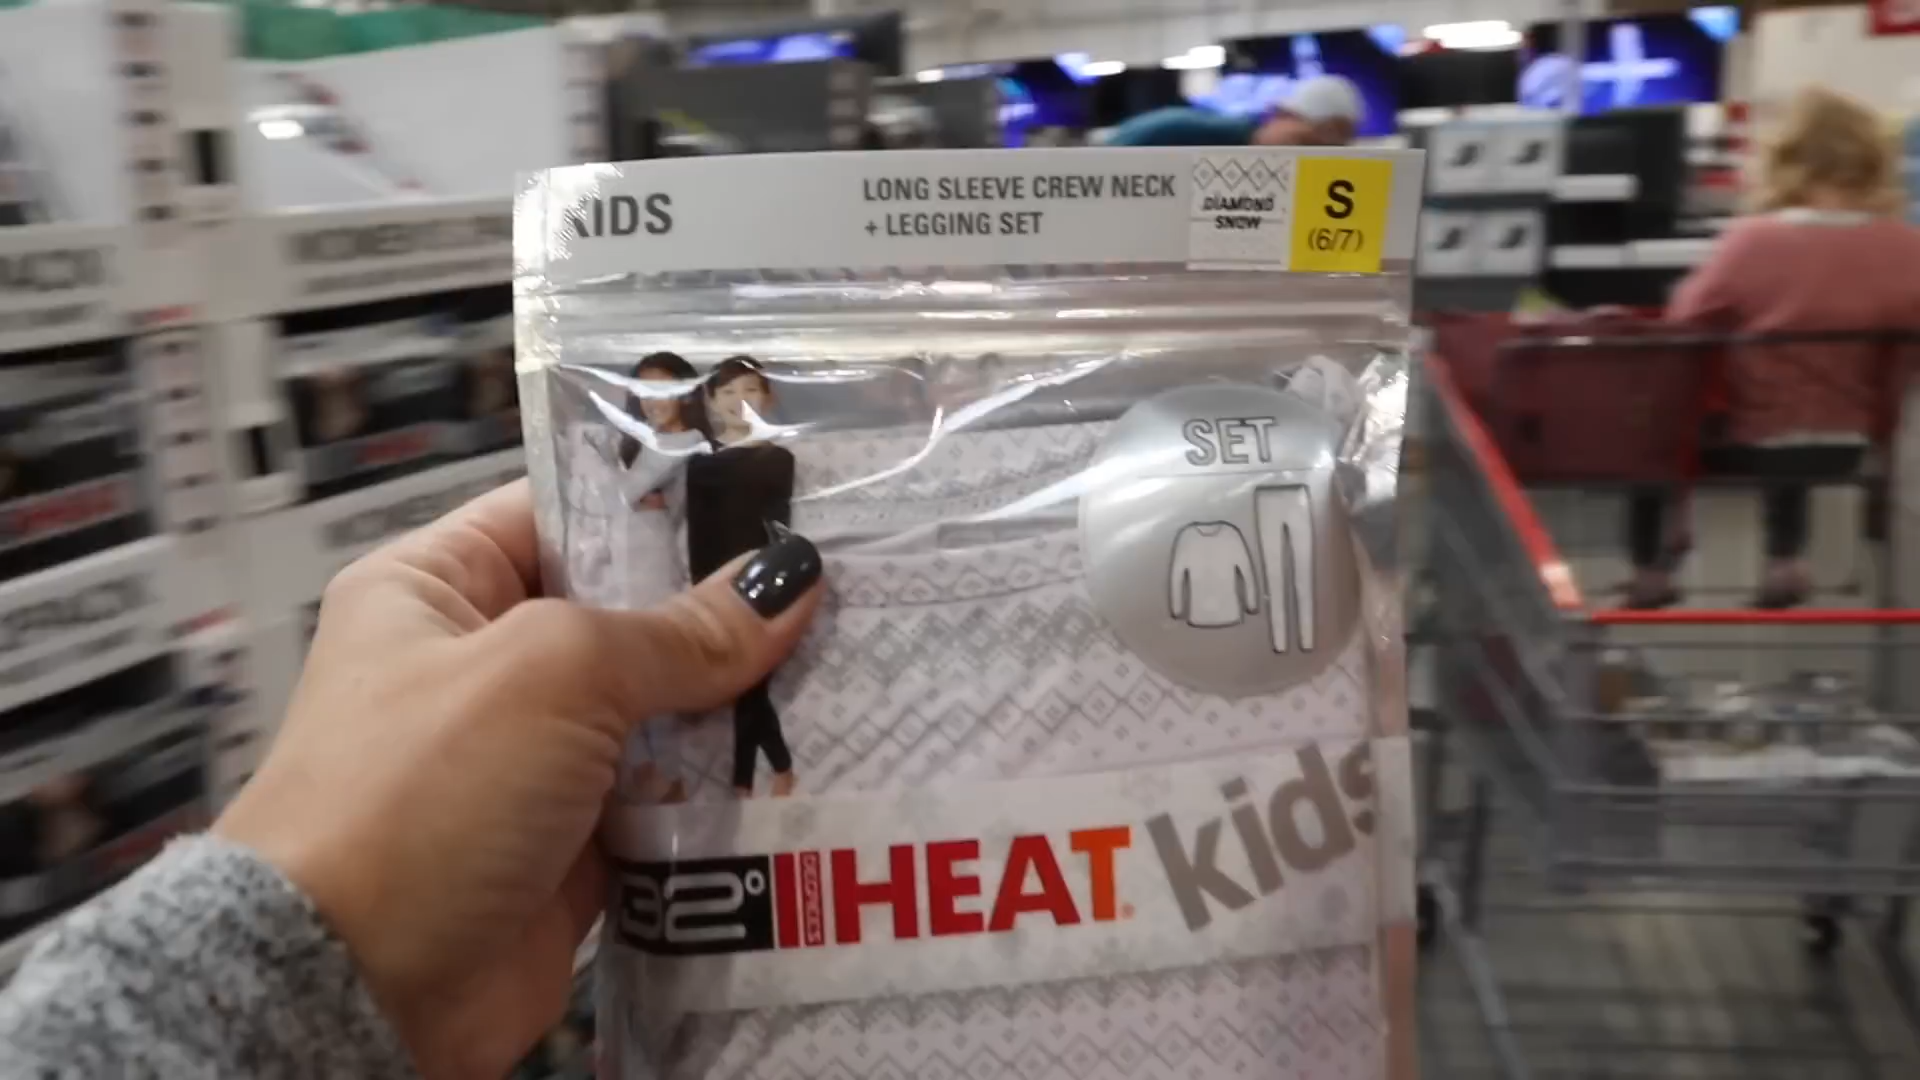 KIDS
LONG SLEEVE CREW NECK
+ LEGGING SET
DIAMOND
SNOW
S
(6/7)
SET
32° DEGREES HEAT kids